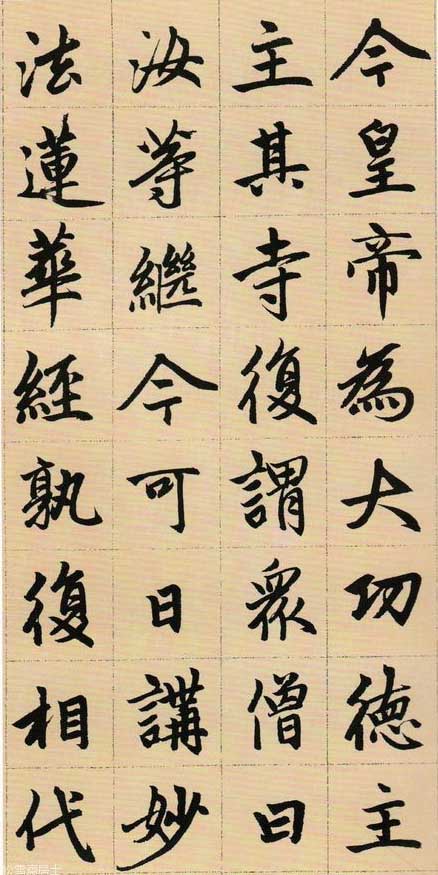 今皇帝為大功德主
主其寺復謂衆僧曰
汝等繼今可日講妙
法蓮華經孰復相代